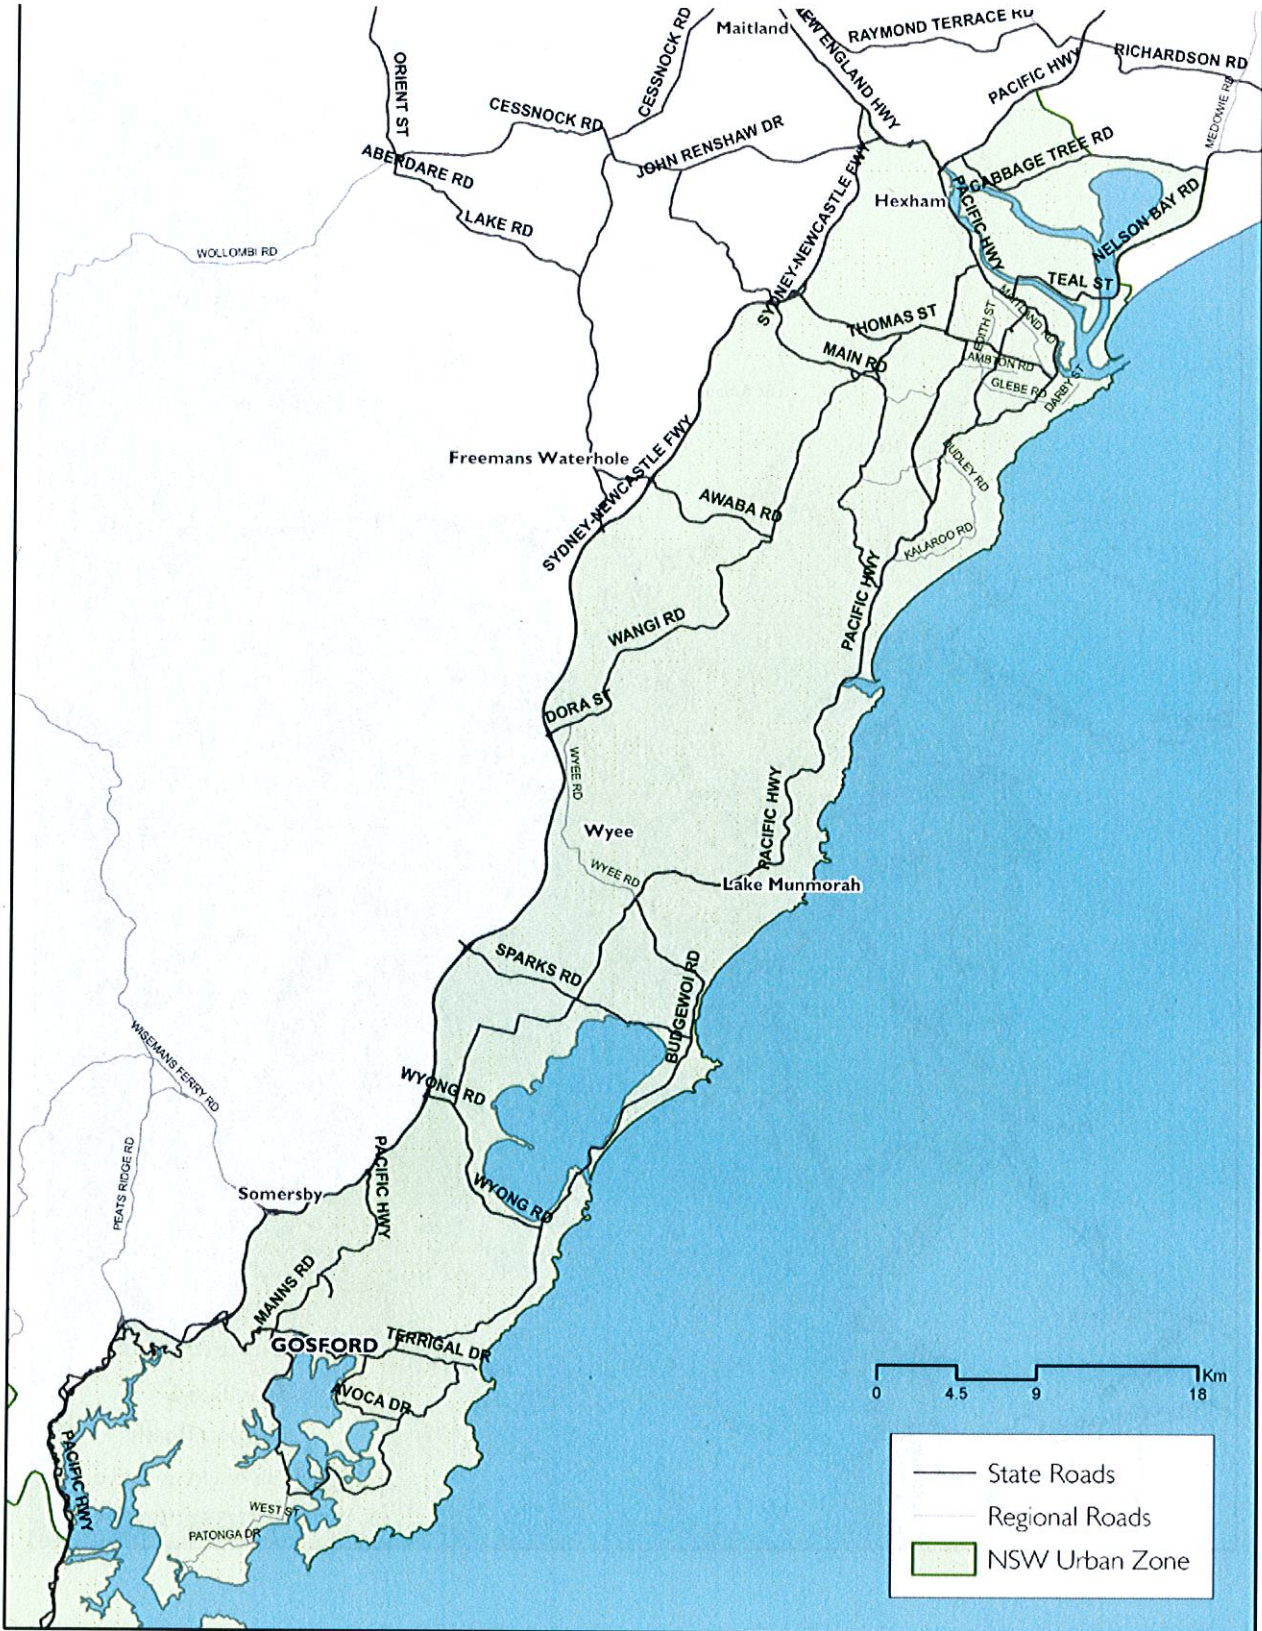 Maitland
CESSNOCK RD
NEW ENGLAND HWY
RAYMOND TERRACE RD
RICHARDSON RD
PACIFIC HWY
MEDOWIE RD
ORIENT ST
CESSNOCK RD
JOHN RENSHAW DR
ABERDARE RD
CABBAGE TREE RD
LAKE RD
Hexham
PACIFIC HWY
NELSON BAY RD
WOLLOMBI RD
SYDNEY-NEWCASTLE FWY
TEAL ST
MAITLAND RD
THOMAS ST
EDITH ST
MAIN RD
LAMBTON RD
GLEBE RD
DARBY ST
Freemans Waterhole
SYDNEY-NEWCASTLE FWY
DUDLEY RD
AWABA RD
KALAROO RD
PACIFIC HWY
WANGI RD
DORA ST
WYEE RD
PACIFIC HWY
Wyee
WYEE RD
Lake Munmorah
SPARKS RD
BUDGEWOI RD
WISEMANS FERRY RD
WYONG RD
PEATS RIDGE RD
PACIFIC HWY
Somersby
WYONG RD
MANNS RD
GOSFORD
TERRIGAL DR
AVOCA DR
PACIFIC HWY
WEST ST
PATONGA DR
Km
0 4.5 9 18
State Roads
Regional Roads
NSW Urban Zone